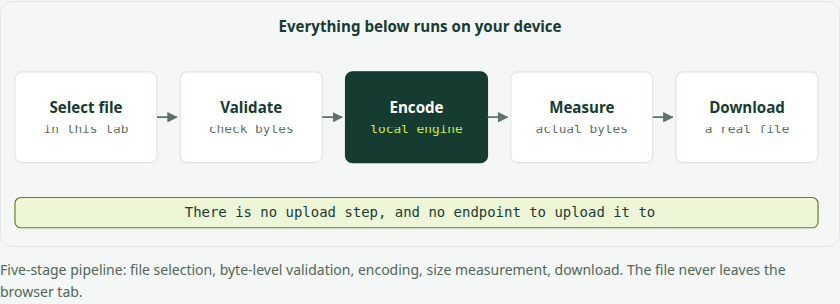 Everything below runs on your device
Select file
in this tab
Validate
check bytes
Encode
local engine
Measure
actual bytes
Download
a real file
There is no upload step, and no endpoint to upload it to
Five-stage pipeline: file selection, byte-level validation, encoding, size measurement, download. The file never leaves the
browser tab.